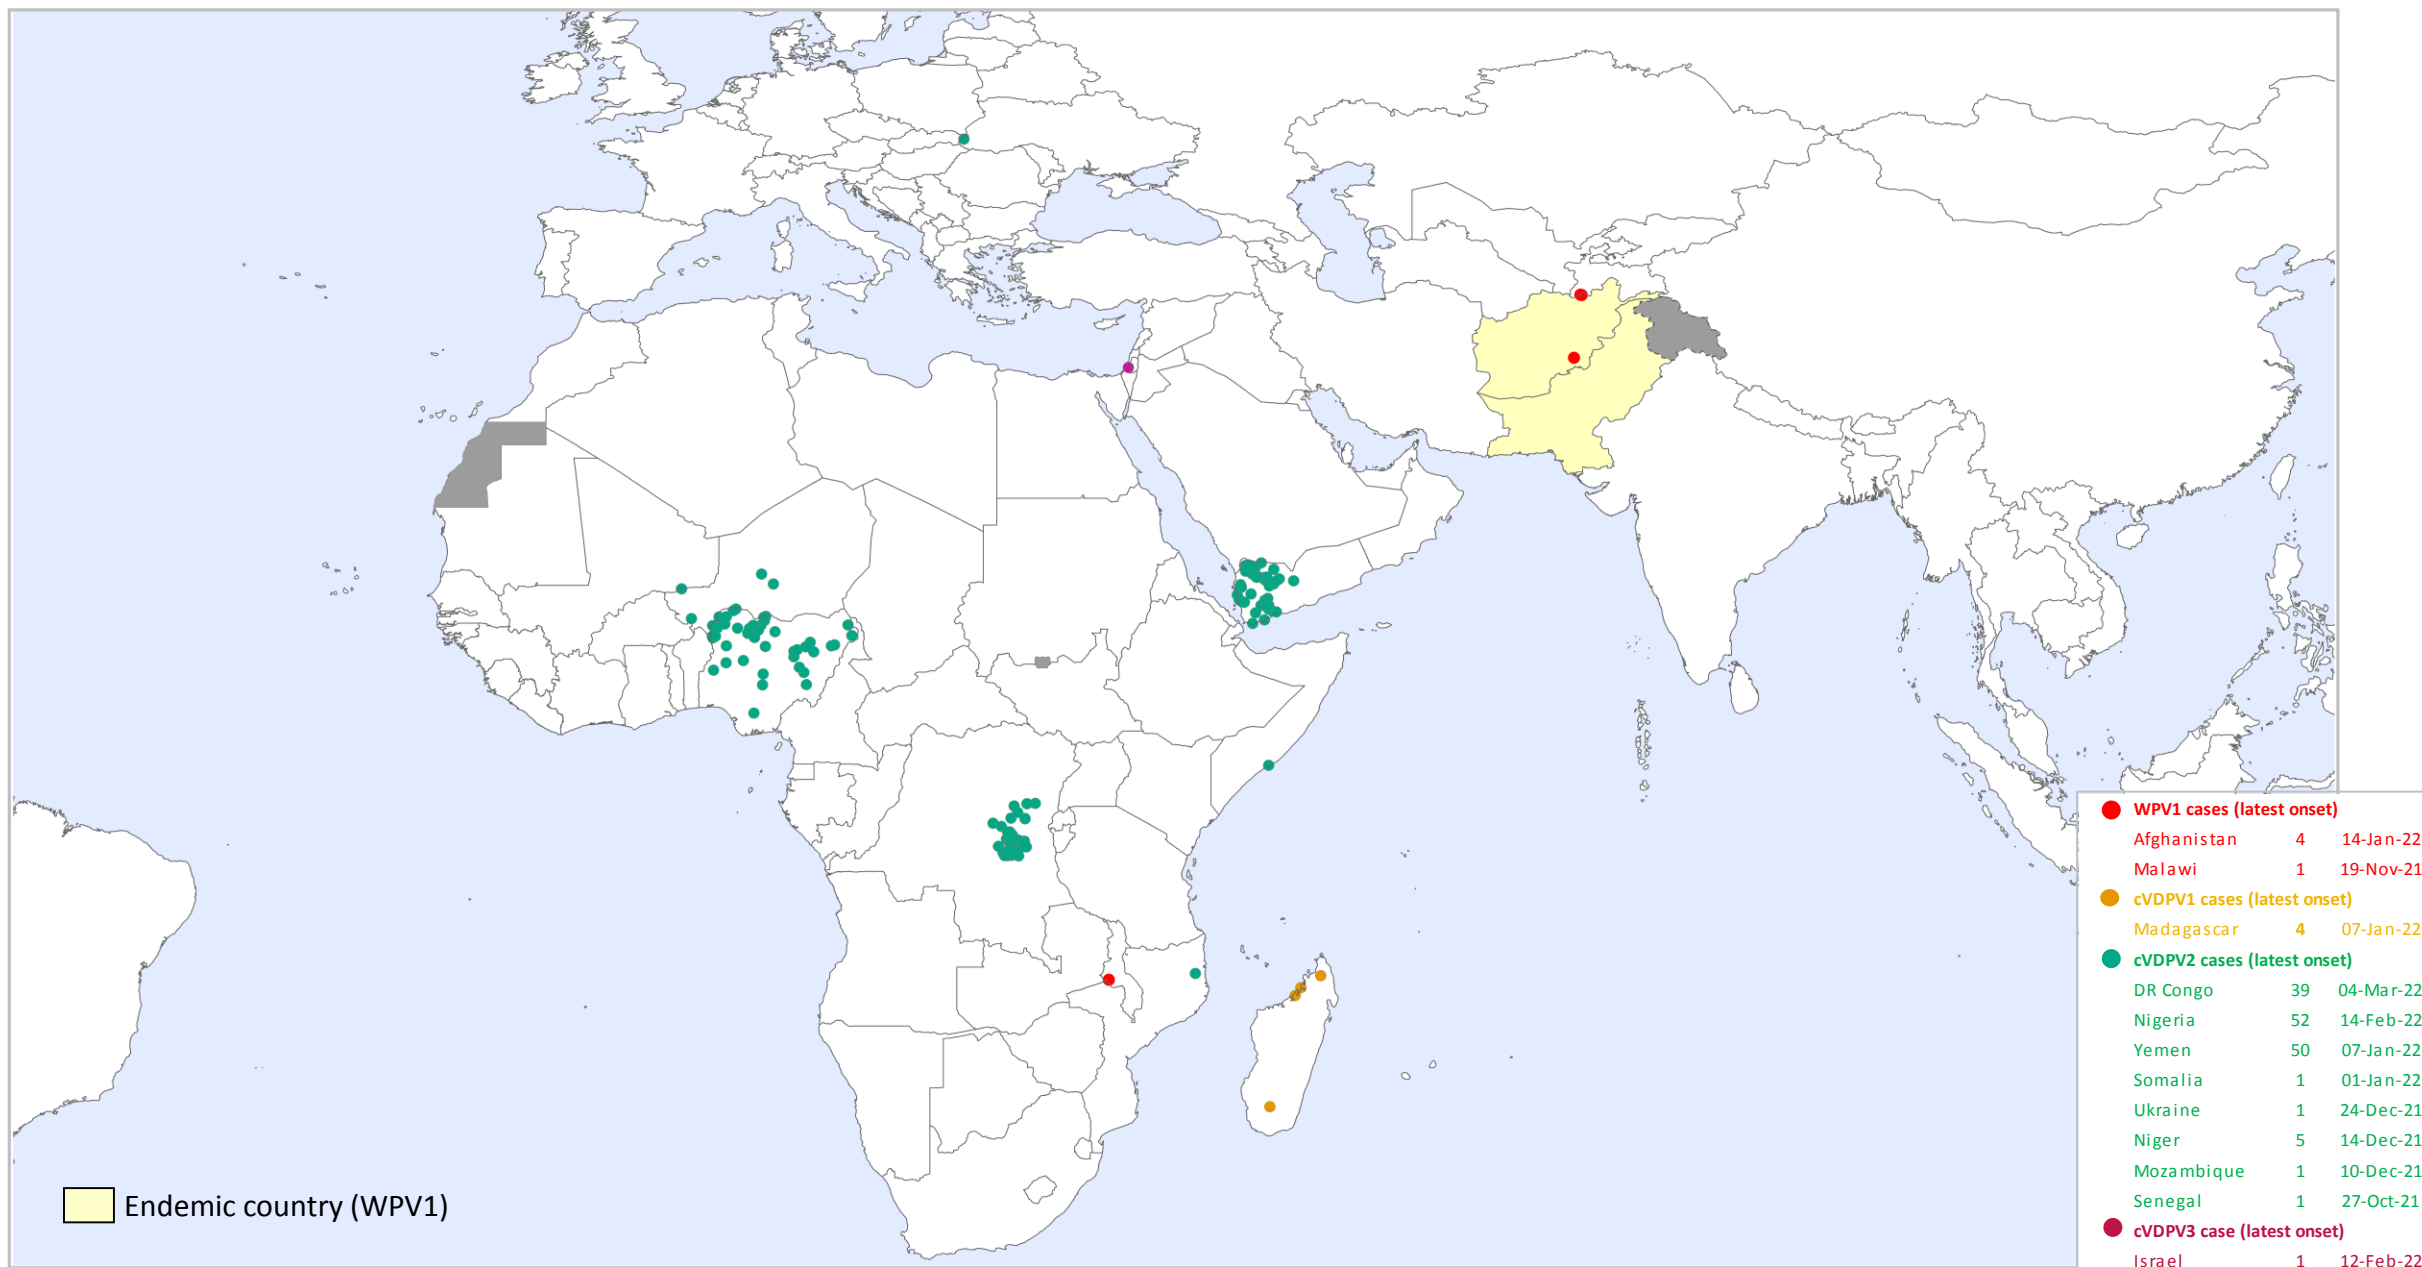 WPV1 cases (latest onset)
Afghanistan 4 14-Jan-22
Malawi 1 19-Nov-21
cVDPV1 cases (latest onset)
Madagascar 4 07-Jan-22
cVDPV2 cases (latest onset)
DR Congo 39 04-Mar-22
Nigeria 52 14-Feb-22
Yemen 50 07-Jan-22
Somalia 1 01-Jan-22
Ukraine 1 24-Dec-21
Niger 5 14-Dec-21
Mozambique 1 10-Dec-21
Senegal 1 27-Oct-21
cVDPV3 case (latest onset)
Israel 1 12-Feb-22
Endemic country (WPV1)